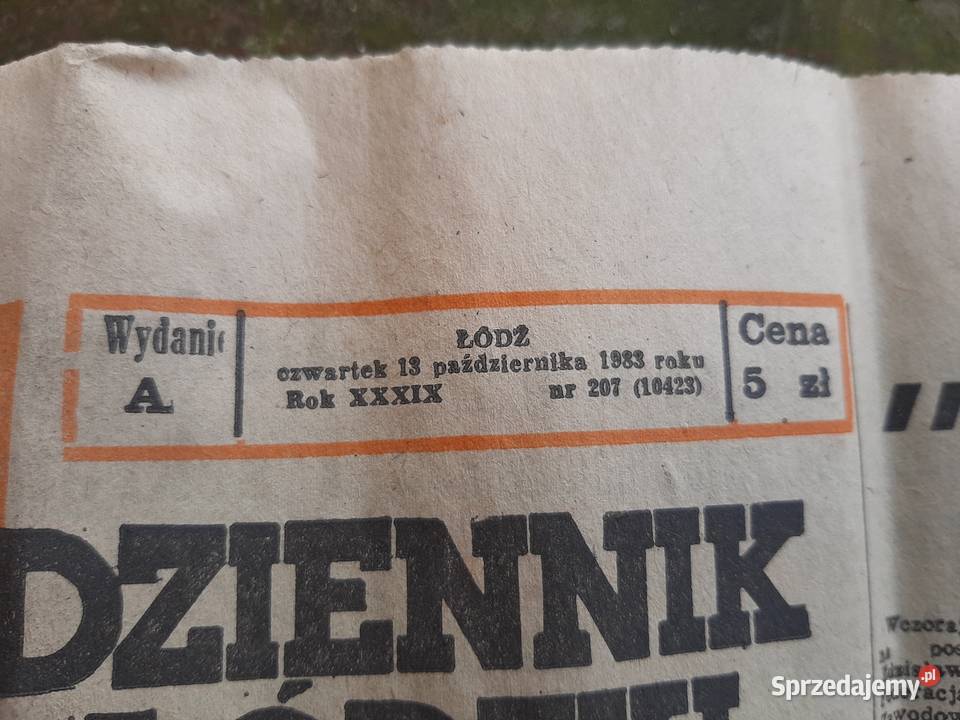 Wydanie
A
ŁÓDŹ
czwartek 13 października 1983 roku
Rok XXXIX nr 207 (10423)
Cena
5 zł
DZIENNIK
Sprzedajemy.pl